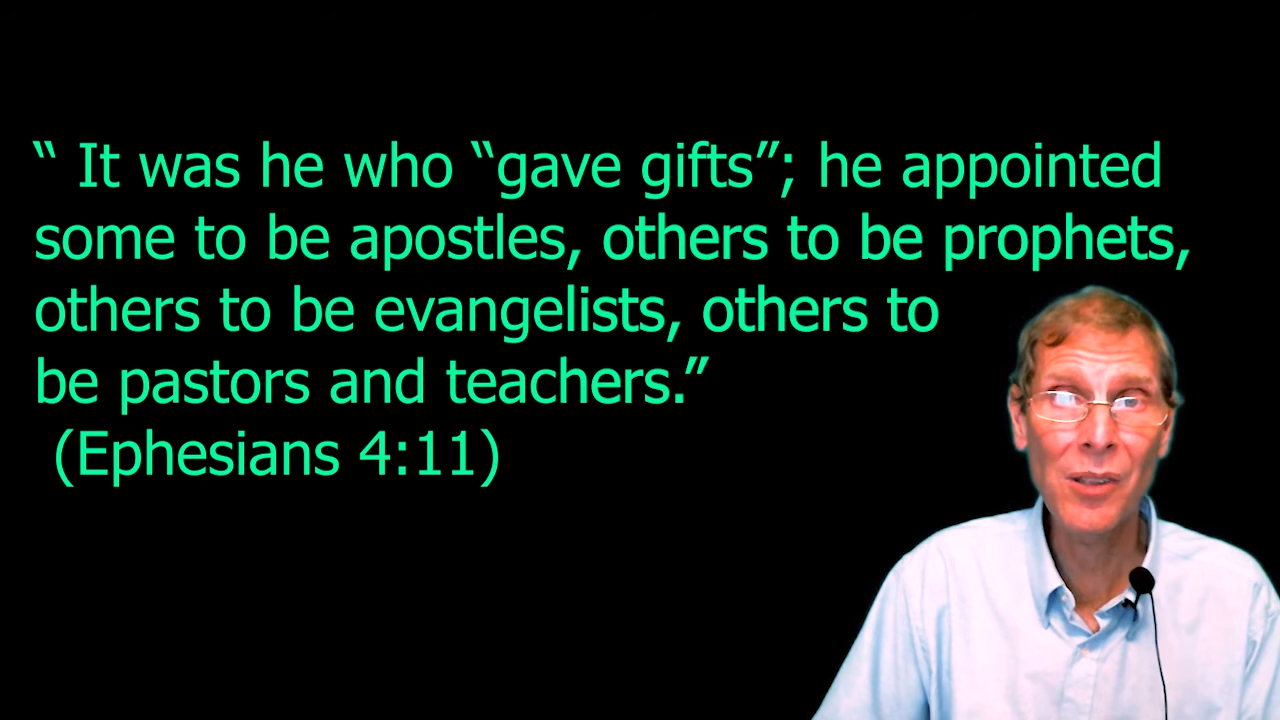 “ It was he who “gave gifts”; he appointed
some to be apostles, others to be prophets,
others to be evangelists, others to
be pastors and teachers.”
(Ephesians 4:11)